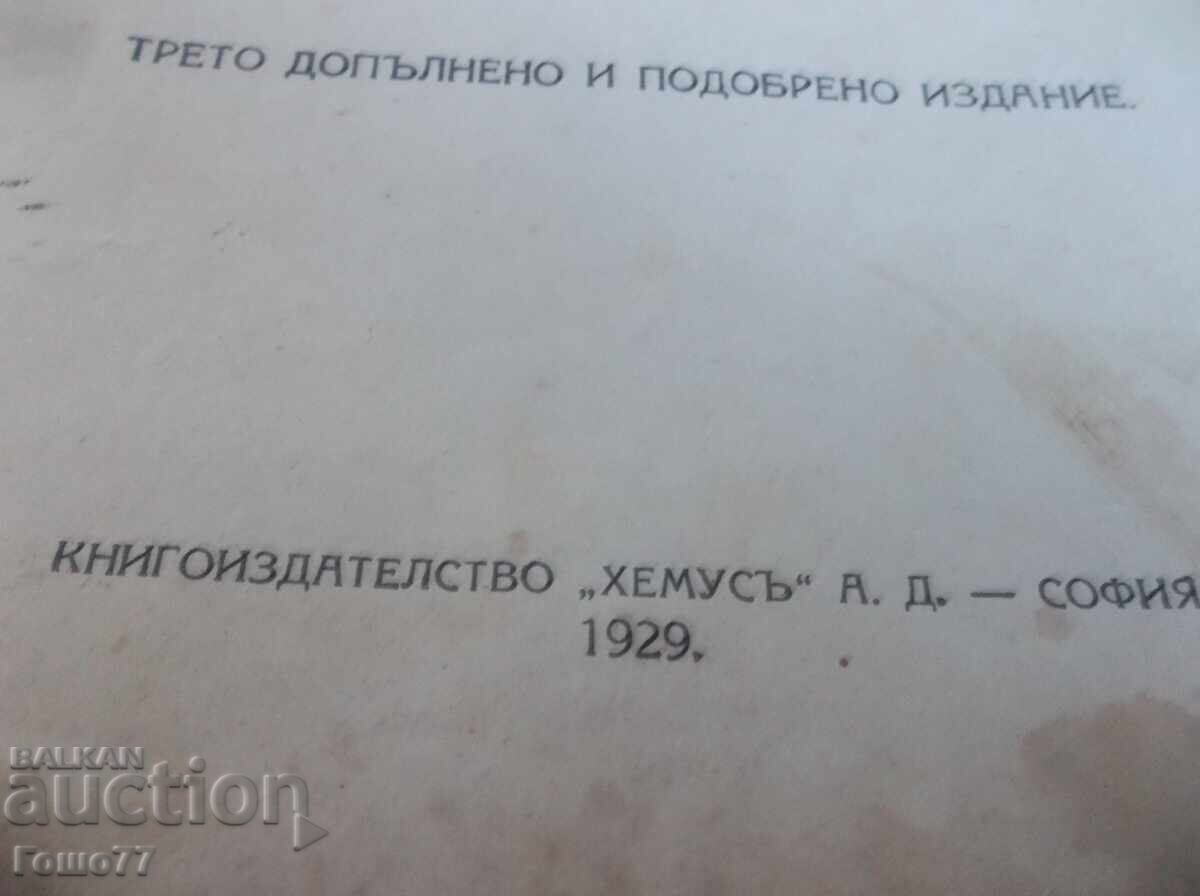 ТРЕТО ДОПЪЛНЕНО И ПОДОБРЕНО ИЗДАНИЕ.
КНИГОИЗДАТЕЛСТВО „ХЕМУСЪ“ А. Д. — СОФИЯ
1929.
BALKAN
auction
Гошо77